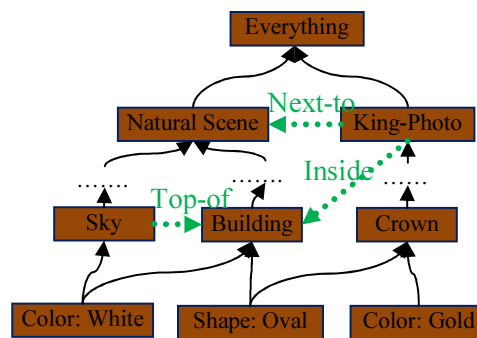 Everything
Next-to
Natural Scene
King-Photo
Inside
Top-of
Sky
Building
Crown
Color: White
Shape: Oval
Color: Gold